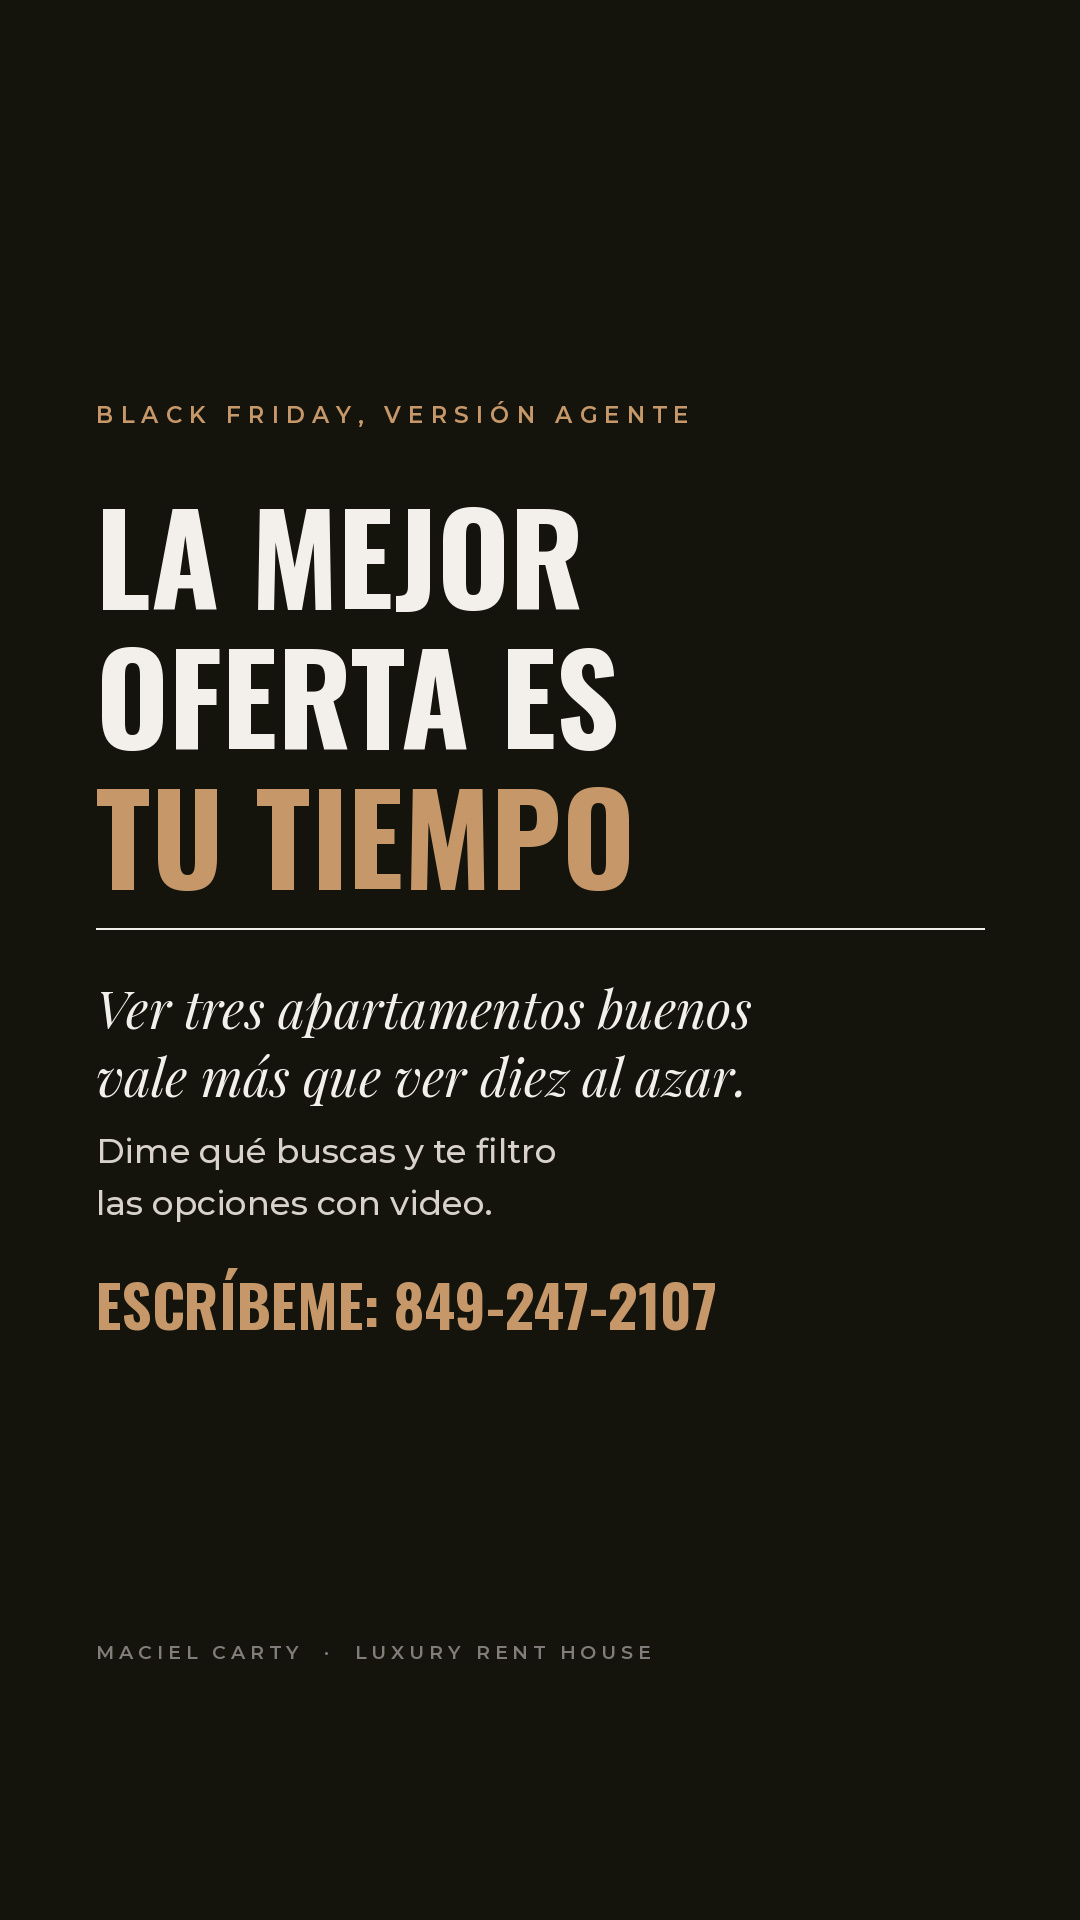 BLACK FRIDAY, VERSIÓN AGENTE
LA MEJOR
OFERTA ES
TU TIEMPO
Ver tres apartamentos buenos
vale más que ver diez al azar.
Dime qué buscas y te filtro
las opciones con video.
ESCRÍBEME: 849-247-2107
MACIEL CARTY · LUXURY RENT HOUSE